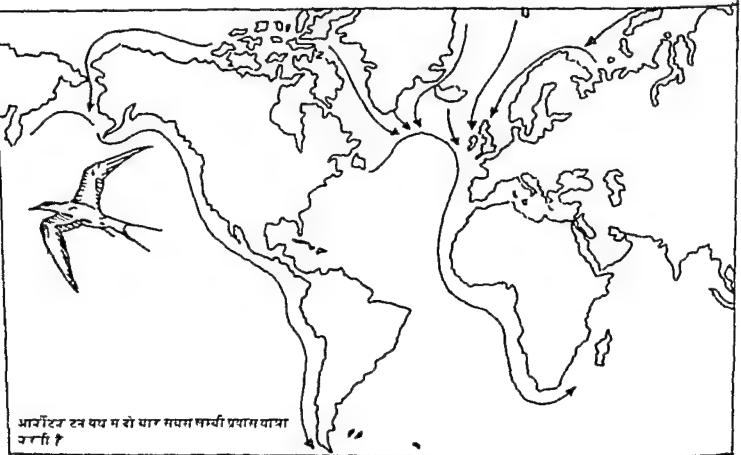 आर्कटिक टर्न वर्ष में दो बार सबसे लम्बी प्रवास यात्रा
करती है